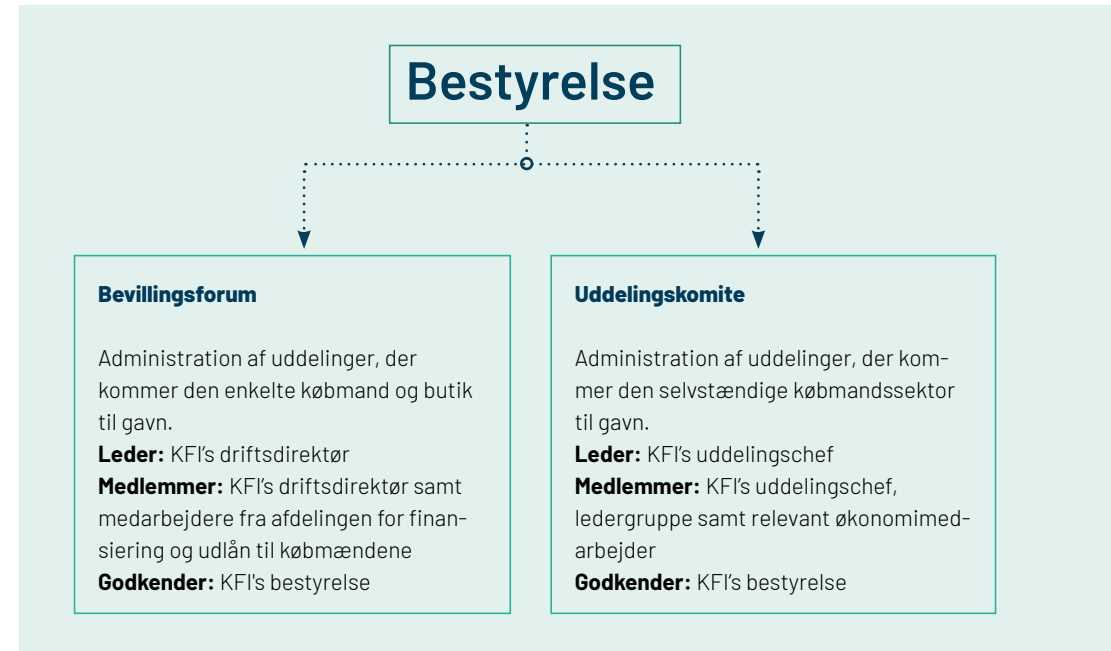 Bestyrelse
Bevillingsforum
Administration af uddelinger, der
kommer den enkelte købmand og butik
til gavn.
Leder: KFI’s driftsdirektør
Medlemmer: KFI’s driftsdirektør samt
medarbejdere fra afdelingen for finan-
siering og udlån til købmændene
Godkender: KFI's bestyrelse
Uddelingskomite
Administration af uddelinger, der kom-
mer den selvstændige købmandssektor
til gavn.
Leder: KFI’s uddelingschef
Medlemmer: KFI’s uddelingschef,
ledergruppe samt relevant økonomimed-
arbejder
Godkender: KFI’s bestyrelse